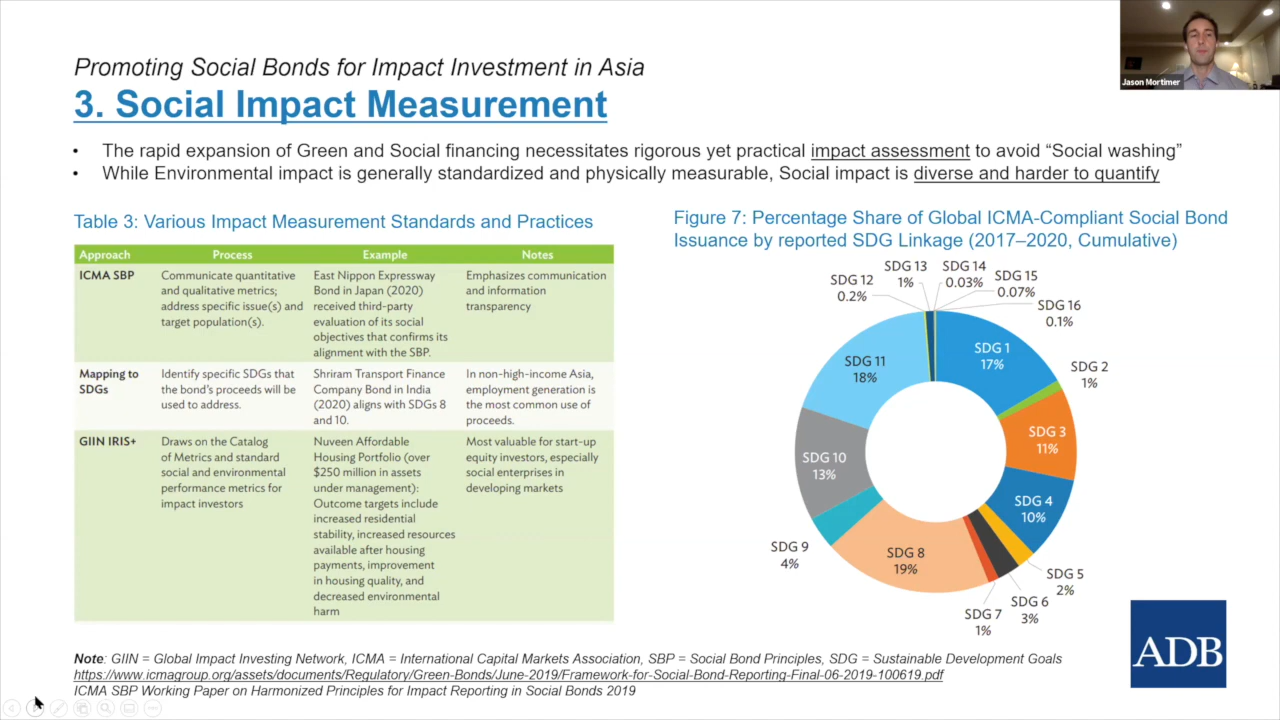 Promoting Social Bonds for Impact Investment in Asia
3. Social Impact Measurement
Jason Mortimer
• The rapid expansion of Green and Social financing necessitates rigorous yet practical impact assessment to avoid “Social washing”
• While Environmental impact is generally standardized and physically measurable, Social impact is diverse and harder to quantify
Table 3: Various Impact Measurement Standards and Practices
Approach Process Example Notes
ICMA SBP
Communicate quantitative
and qualitative metrics;
address specific issue(s) and
target population(s).
East Nippon Expressway
Bond in Japan (2020)
received third-party
evaluation of its social
objectives that confirms its
alignment with the SBP.
Emphasizes communication
and information
transparency
Mapping to
SDGs
Identify specific SDGs that
the bond’s proceeds will be
used to address.
Shriram Transport Finance
Company Bond in India
(2020) aligns with SDGs 8
and 10.
In non-high-income Asia,
employment generation is
the most common use of
proceeds.
GIIN IRIS+
Draws on the Catalog
of Metrics and standard
social and environmental
performance metrics for
impact investors
Nuveen Affordable
Housing Portfolio (over
$250 million in assets
under management):
Outcome targets include
increased residential
stability, increased resources
available after housing
payments, improvement
in housing quality, and
decreased environmental
harm
Most valuable for start-up
equity investors, especially
social enterprises in
developing markets
Figure 7: Percentage Share of Global ICMA-Compliant Social Bond
Issuance by reported SDG Linkage (2017–2020, Cumulative)
SDG 12
0.2%
SDG 13
1%
SDG 14
0.03%
SDG 15
0.07%
SDG 16
0.1%
SDG 1
17%
SDG 2
1%
SDG 3
11%
SDG 4
10%
SDG 5
2%
SDG 6
3%
SDG 7
1%
SDG 8
19%
SDG 9
4%
SDG 10
13%
SDG 11
18%
ADB
Note: GIIN = Global Impact Investing Network, ICMA = International Capital Markets Association, SBP = Social Bond Principles, SDG = Sustainable Development Goals
https://www.icmagroup.org/assets/documents/Regulatory/Green-Bonds/June-2019/Framework-for-Social-Bond-Reporting-Final-06-2019-100619.pdf
ICMA SBP Working Paper on Harmonized Principles for Impact Reporting in Social Bonds 2019